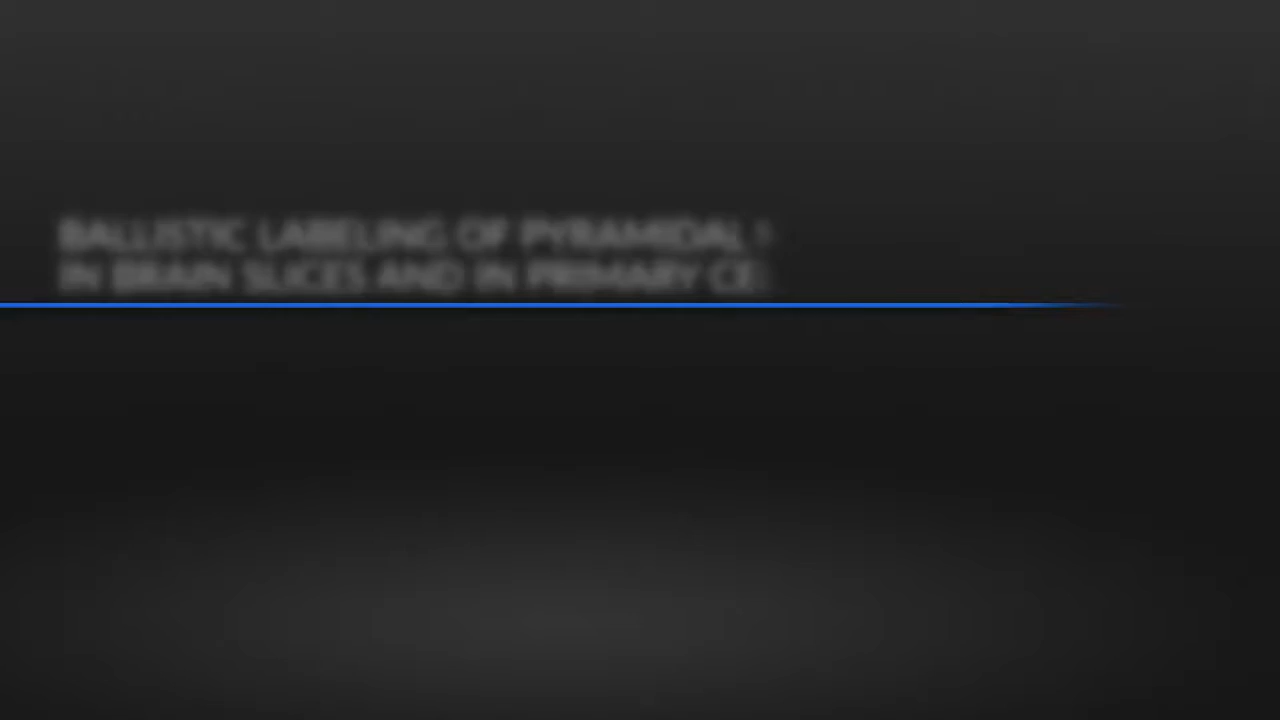 BALLISTIC LABELING OF PYRAMIDAL
IN BRAIN SLICES AND IN PRIMARY